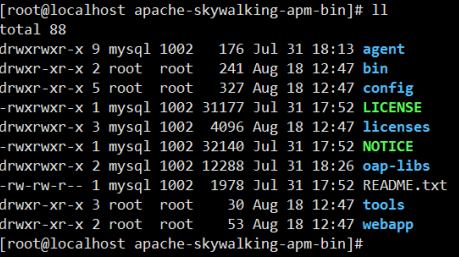 [root@localhost apache-skywalking-apm-bin]# ll
total 88
drwxrwxr-x 9 mysql 1002   176 Jul 31 18:13 agent
drwxr-xr-x 2 root  root   241 Aug 18 12:47 bin
drwxr-xr-x 5 root  root   327 Aug 18 12:47 config
-rwxrwxr-x 1 mysql 1002 31177 Jul 31 17:52 LICENSE
drwxrwxr-x 3 mysql 1002  4096 Aug 18 12:47 licenses
-rwxrwxr-x 1 mysql 1002 32140 Jul 31 17:52 NOTICE
drwxrwxr-x 2 mysql 1002 12288 Jul 31 18:26 oap-libs
-rw-rw-r-- 1 mysql 1002  1978 Jul 31 17:52 README.txt
drwxr-xr-x 3 root  root    30 Aug 18 12:47 tools
drwxr-xr-x 2 root  root    53 Aug 18 12:47 webapp
[root@localhost apache-skywalking-apm-bin]#